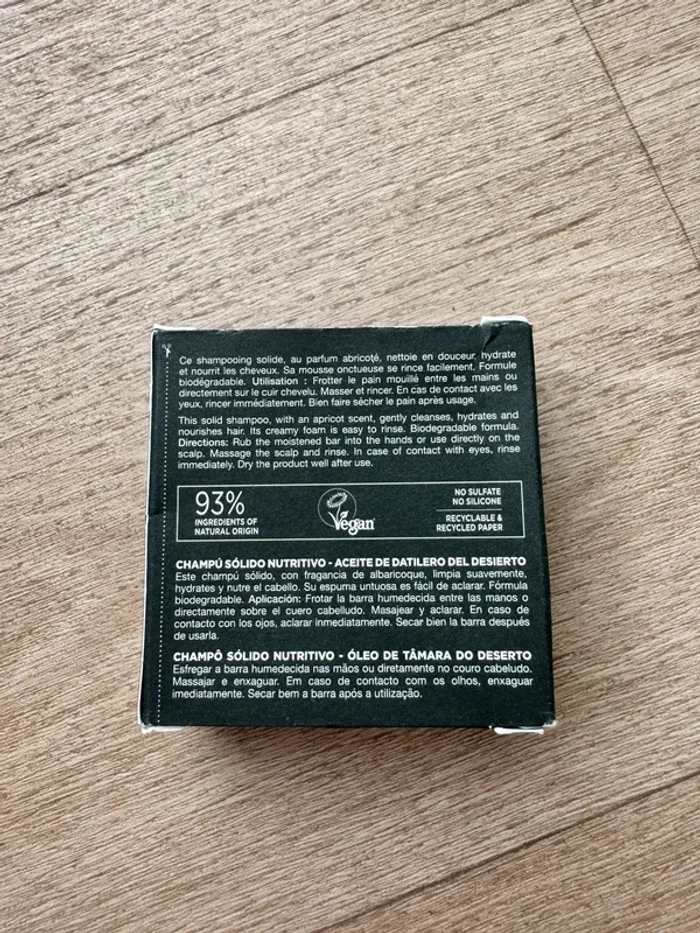 Ce shampooing solide, au parfum abricoté, nettoie en douceur, hydrate
et nourrit les cheveux. Sa mousse onctueuse se rince facilement. Formule
biodégradable. Utilisation : Frotter le pain mouillé entre les mains ou
directement sur le cuir chevelu. Masser et rincer. En cas de contact avec les
yeux, rincer immédiatement. Bien faire sécher le pain après usage.
This solid shampoo, with an apricot scent, gently cleanses, hydrates and
nourishes hair. Its creamy foam is easy to rinse. Biodegradable formula.
Directions: Rub the moistened bar into the hands or use directly on the
scalp. Massage the scalp and rinse. In case of contact with eyes, rinse
immediately. Dry the product well after use.
93%
INGREDIENTS OF
NATURAL ORIGIN
Vegan
NO SULFATE
NO SILICONE
RECYCLABLE &
RECYCLED PAPER
CHAMPÚ SÓLIDO NUTRITIVO - ACEITE DE DATILERO DEL DESIERTO
Este champú sólido, con fragancia de albaricoque, limpia suavemente,
hydrates y nutre el cabello. Su espuma untuosa es fácil de aclarar. Fórmula
biodegradable. Aplicación: Frotar la barra humedecida entre las manos o
directamente sobre el cuero cabelludo. Masajear y aclarar. En caso de
contacto con los ojos, aclarar inmediatamente. Secar bien la barra después
de usarla.
CHAMPÔ SÓLIDO NUTRITIVO - ÓLEO DE TÂMARA DO DESERTO
Esfregar a barra humedecida nas mãos ou diretamente no couro cabeludo.
Massajar e enxaguar. Em caso de contacto com os olhos, enxaguar
imediatamente. Secar bem a barra após a utilização.